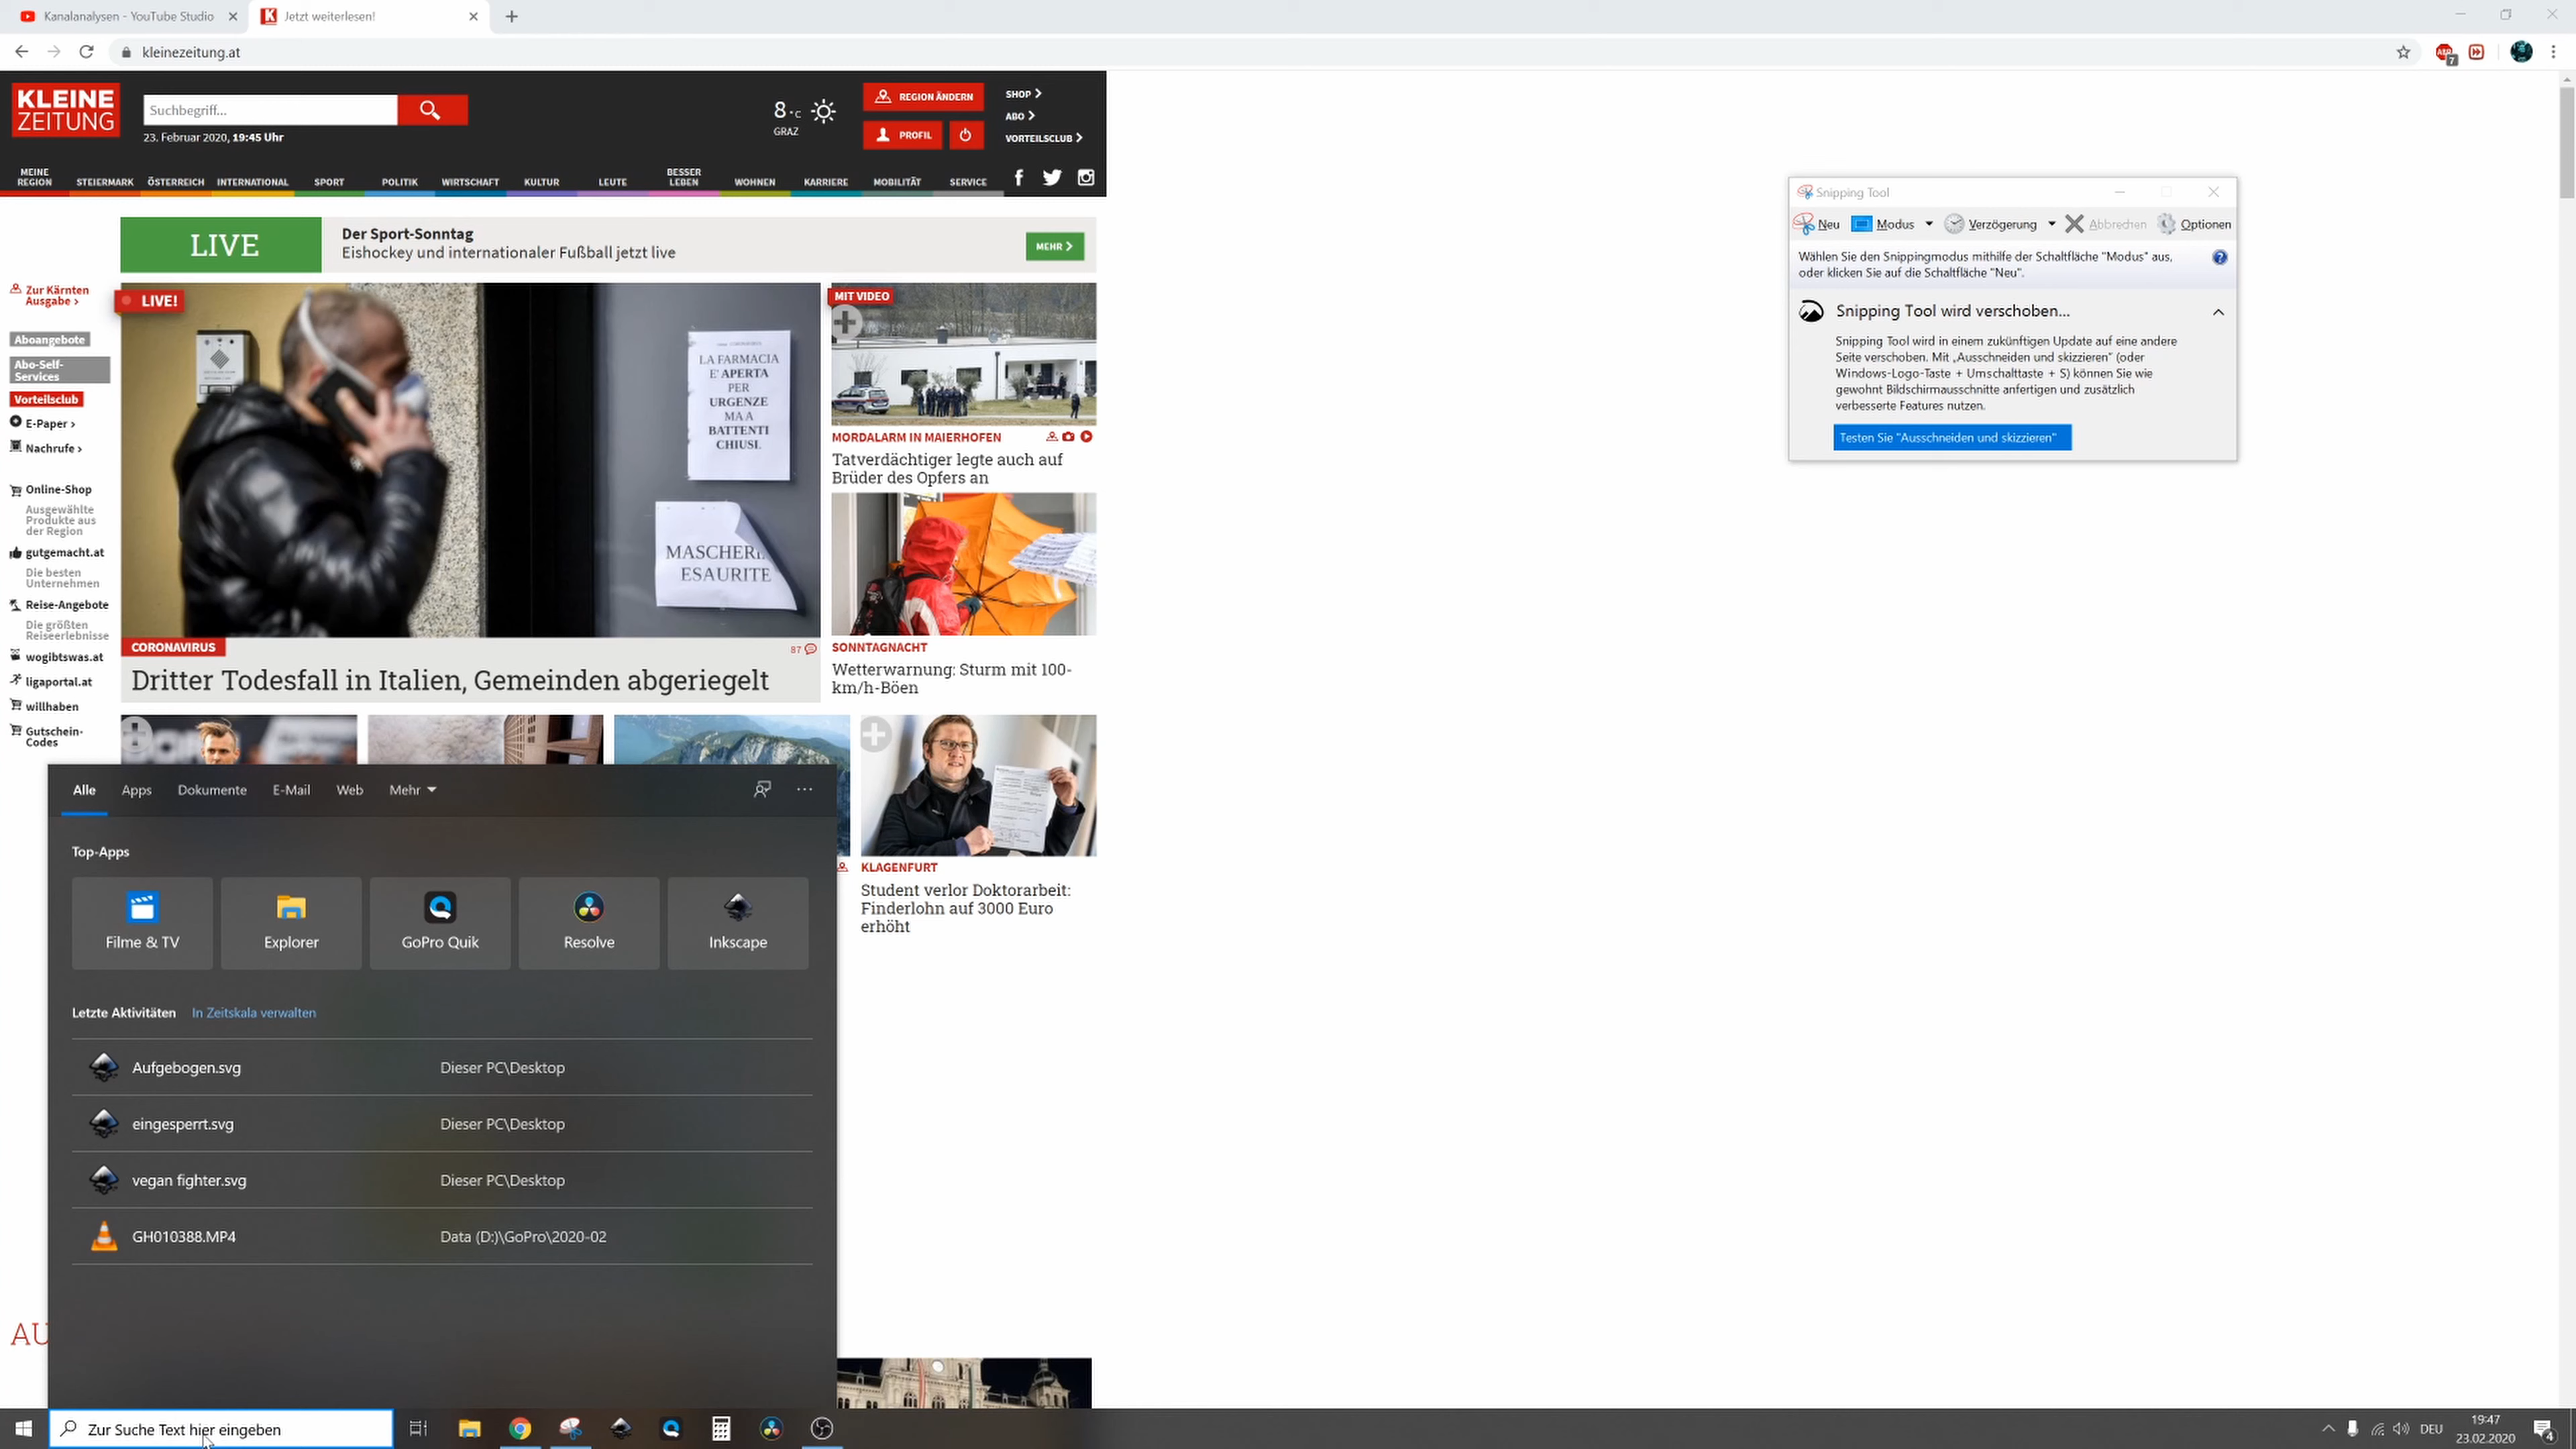 Kanalanalysen - YouTube Studio
Jetzt weiterlesen!
kleinezeitung.at
7
KLEINE
ZEITUNG
Suchbegriff...
23. Februar 2020, 19:45 Uhr
8 °C
GRAZ
REGION ÄNDERN
PROFIL
SHOP
ABO
VORTEILSCLUB
MEINE
REGION
STEIERMARK
ÖSTERREICH
INTERNATIONAL
SPORT
POLITIK
WIRTSCHAFT
KULTUR
LEUTE
BESSER
LEBEN
WOHNEN
KARRIERE
MOBILITÄT
SERVICE
LIVE
Der Sport-Sonntag
Eishockey und internationaler Fußball jetzt live
MEHR
Zur Kärnten
Ausgabe
Aboangebote
Abo-Self-
Services
Vorteilsclub
E-Paper
Nachrufe
Online-Shop
Ausgewählte
Produkte aus
der Region
gutgemacht.at
Die besten
Unternehmen
Reise-Angebote
Die größten
Reiseerlebnisse
wogibtswas.at
ligaportal.at
willhaben
Gutschein-
Codes
LIVE!
LA FARMACIA
E' APERTA
PER
URGENZE
MA A
BATTENTI
CHIUSI.
ESAURITE
CORONAVIRUS
87
Dritter Todesfall in Italien, Gemeinden abgeriegelt
MIT VIDEO
MORDALARM IN MAIERHOFEN
Tatverdächtiger legte auch auf
Brüder des Opfers an
SONNTAGNACHT
Wetterwarnung: Sturm mit 100-
km/h-Böen
KLAGENFURT
Student verlor Doktorarbeit:
Finderlohn auf 3000 Euro
erhöht
Snipping Tool
Neu
Modus
Verzögerung
Abbrechen
Optionen
Wählen Sie den Snippingmodus mithilfe der Schaltfläche "Modus" aus,
oder klicken Sie auf die Schaltfläche "Neu".
Snipping Tool wird verschoben...
Snipping Tool wird in einem zukünftigen Update auf eine andere
Seite verschoben. Mit „Ausschneiden und skizzieren" (oder
Windows-Logo-Taste + Umschalttaste + S) können Sie wie
gewohnt Bildschirmausschnitte anfertigen und zusätzlich
verbesserte Features nutzen.
Testen Sie "Ausschneiden und skizzieren"
Alle
Apps
Dokumente
E-Mail
Web
Mehr
Top-Apps
Filme & TV
Explorer
GoPro Quik
Resolve
Inkscape
Letzte Aktivitäten
In Zeitskala verwalten
Aufgebogen.svg
Dieser PC\Desktop
eingesperrt.svg
Dieser PC\Desktop
vegan fighter.svg
Dieser PC\Desktop
GH010388.MP4
Data (D:)\GoPro\2020-02
AU
Zur Suche Text hier eingeben
DEU
19:47
23.02.2020
4